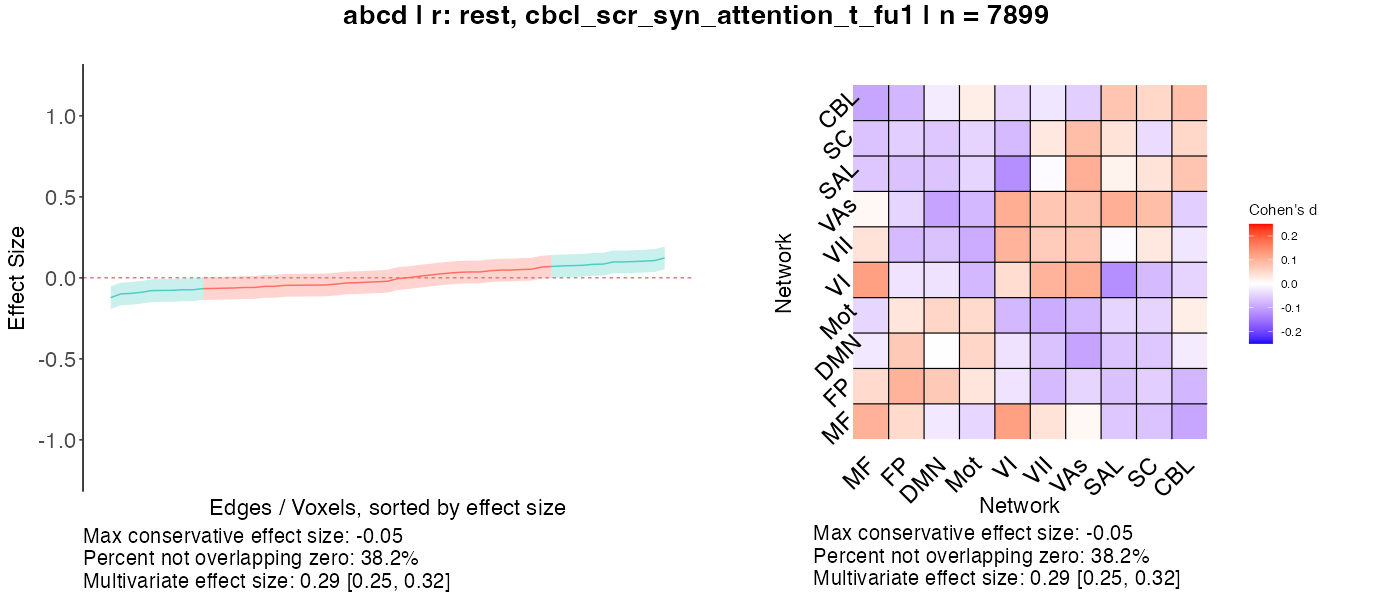 abcd | r: rest, cbcl_scr_syn_attention_t_fu1 | n = 7899
Effect Size
1.0
0.5
0.0
-0.5
-1.0
Edges / Voxels, sorted by effect size
Max conservative effect size: -0.05
Percent not overlapping zero: 38.2%
Multivariate effect size: 0.29 [0.25, 0.32]
Network
CBL
SC
SAL
VAs
VII
VI
Mot
DMN
FP
MF
MF
FP
DMN
Mot
VI
VII
VAs
SAL
SC
CBL
Network
Max conservative effect size: -0.05
Percent not overlapping zero: 38.2%
Multivariate effect size: 0.29 [0.25, 0.32]
Cohen's d
0.2
0.1
0.0
-0.1
-0.2